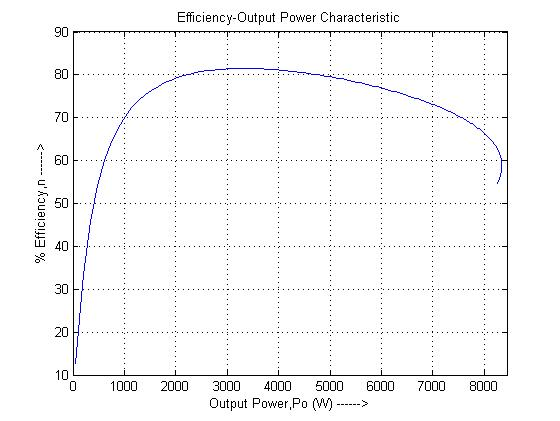 Efficiency-Output Power Characteristic
90
80
70
60
50
40
30
20
10
% Efficiency,n ------>
0 1000 2000 3000 4000 5000 6000 7000 8000
Output Power,Po (W) ------>